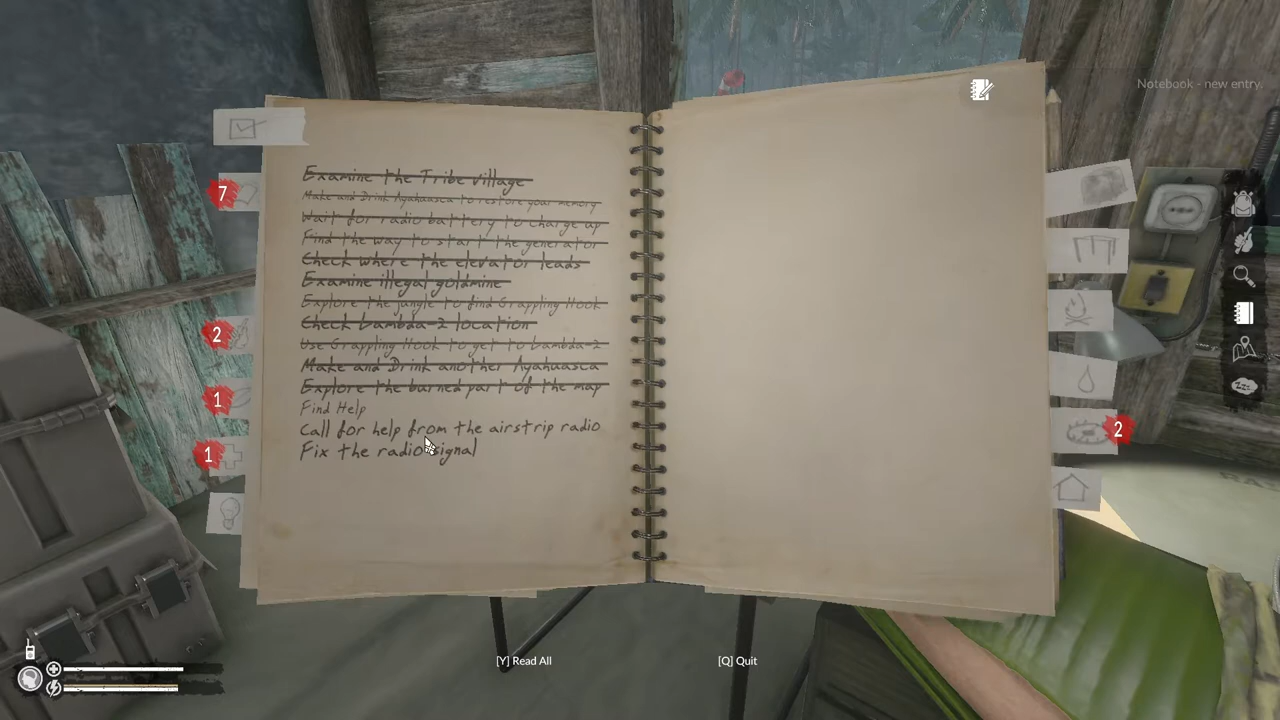 Notebook - new entry.
Examine the Tribe village
Make and Drink Ayahuasca to restore your memory
Wait for radio battery to charge up
Find the way to start the generator
Check where the elevator leads
Examine illegal goldmine
Explore the jungle to find Grappling Hook
Check Lambda-2 location
Use Grappling Hook to get to Lambda-2
Make and Drink another Ayahuasca
Explore the burned part of the map
Find Help
Call for help from the airstrip radio
Fix the radio signal
7
2
1
1
2
zzz
[Y] Read All
[Q] Quit